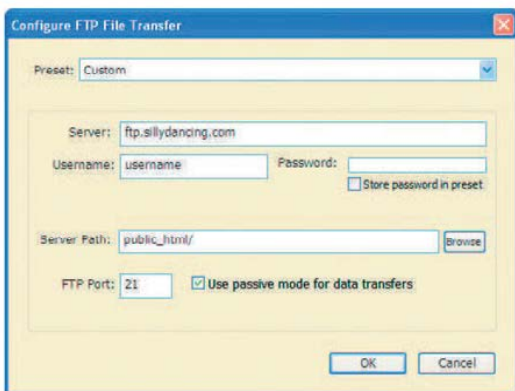 Configure FTP File Transfer
Preset: Custom
Server: ftp.sillydancing.com
Username: username Password:
Store password in preset
Server Path: public_html/ Browse
FTP Port: 21 Use passive mode for data transfers
OK Cancel